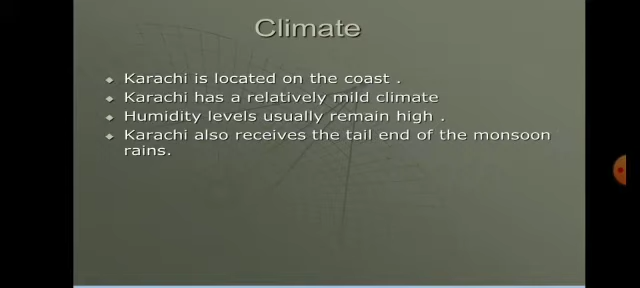 Climate
Karachi is located on the coast .
Karachi has a relatively mild climate
Humidity levels usually remain high .
Karachi also receives the tail end of the monsoon
rains.